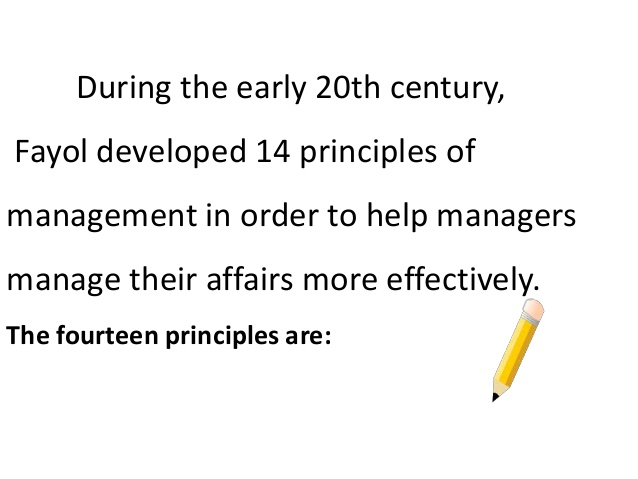 During the early 20th century,
Fayol developed 14 principles of
management in order to help managers
manage their affairs more effectively.
The fourteen principles are: